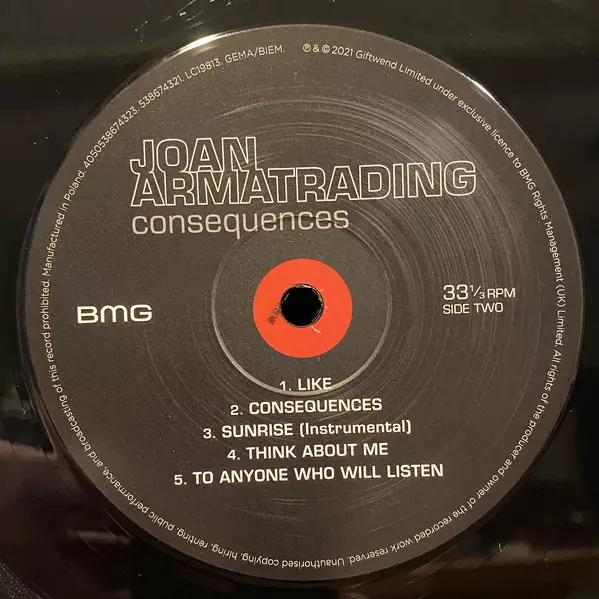 JOAN
ARMATRADING
consequences
BMG
33 1/3 RPM
SIDE TWO
1. LIKE
2. CONSEQUENCES
3. SUNRISE (Instrumental)
4. THINK ABOUT ME
5. TO ANYONE WHO WILL LISTEN
℗ & © 2021 Giftwend Limited under exclusive licence to BMG Rights Management (UK) Limited. All rights of the producer and owner of the recorded work reserved. Unauthorised copying, hiring, renting, public performance, and broadcasting of this record prohibited. Manufactured in Poland. 4050538674323. 538674321. LC19813. GEMA/BIEM.